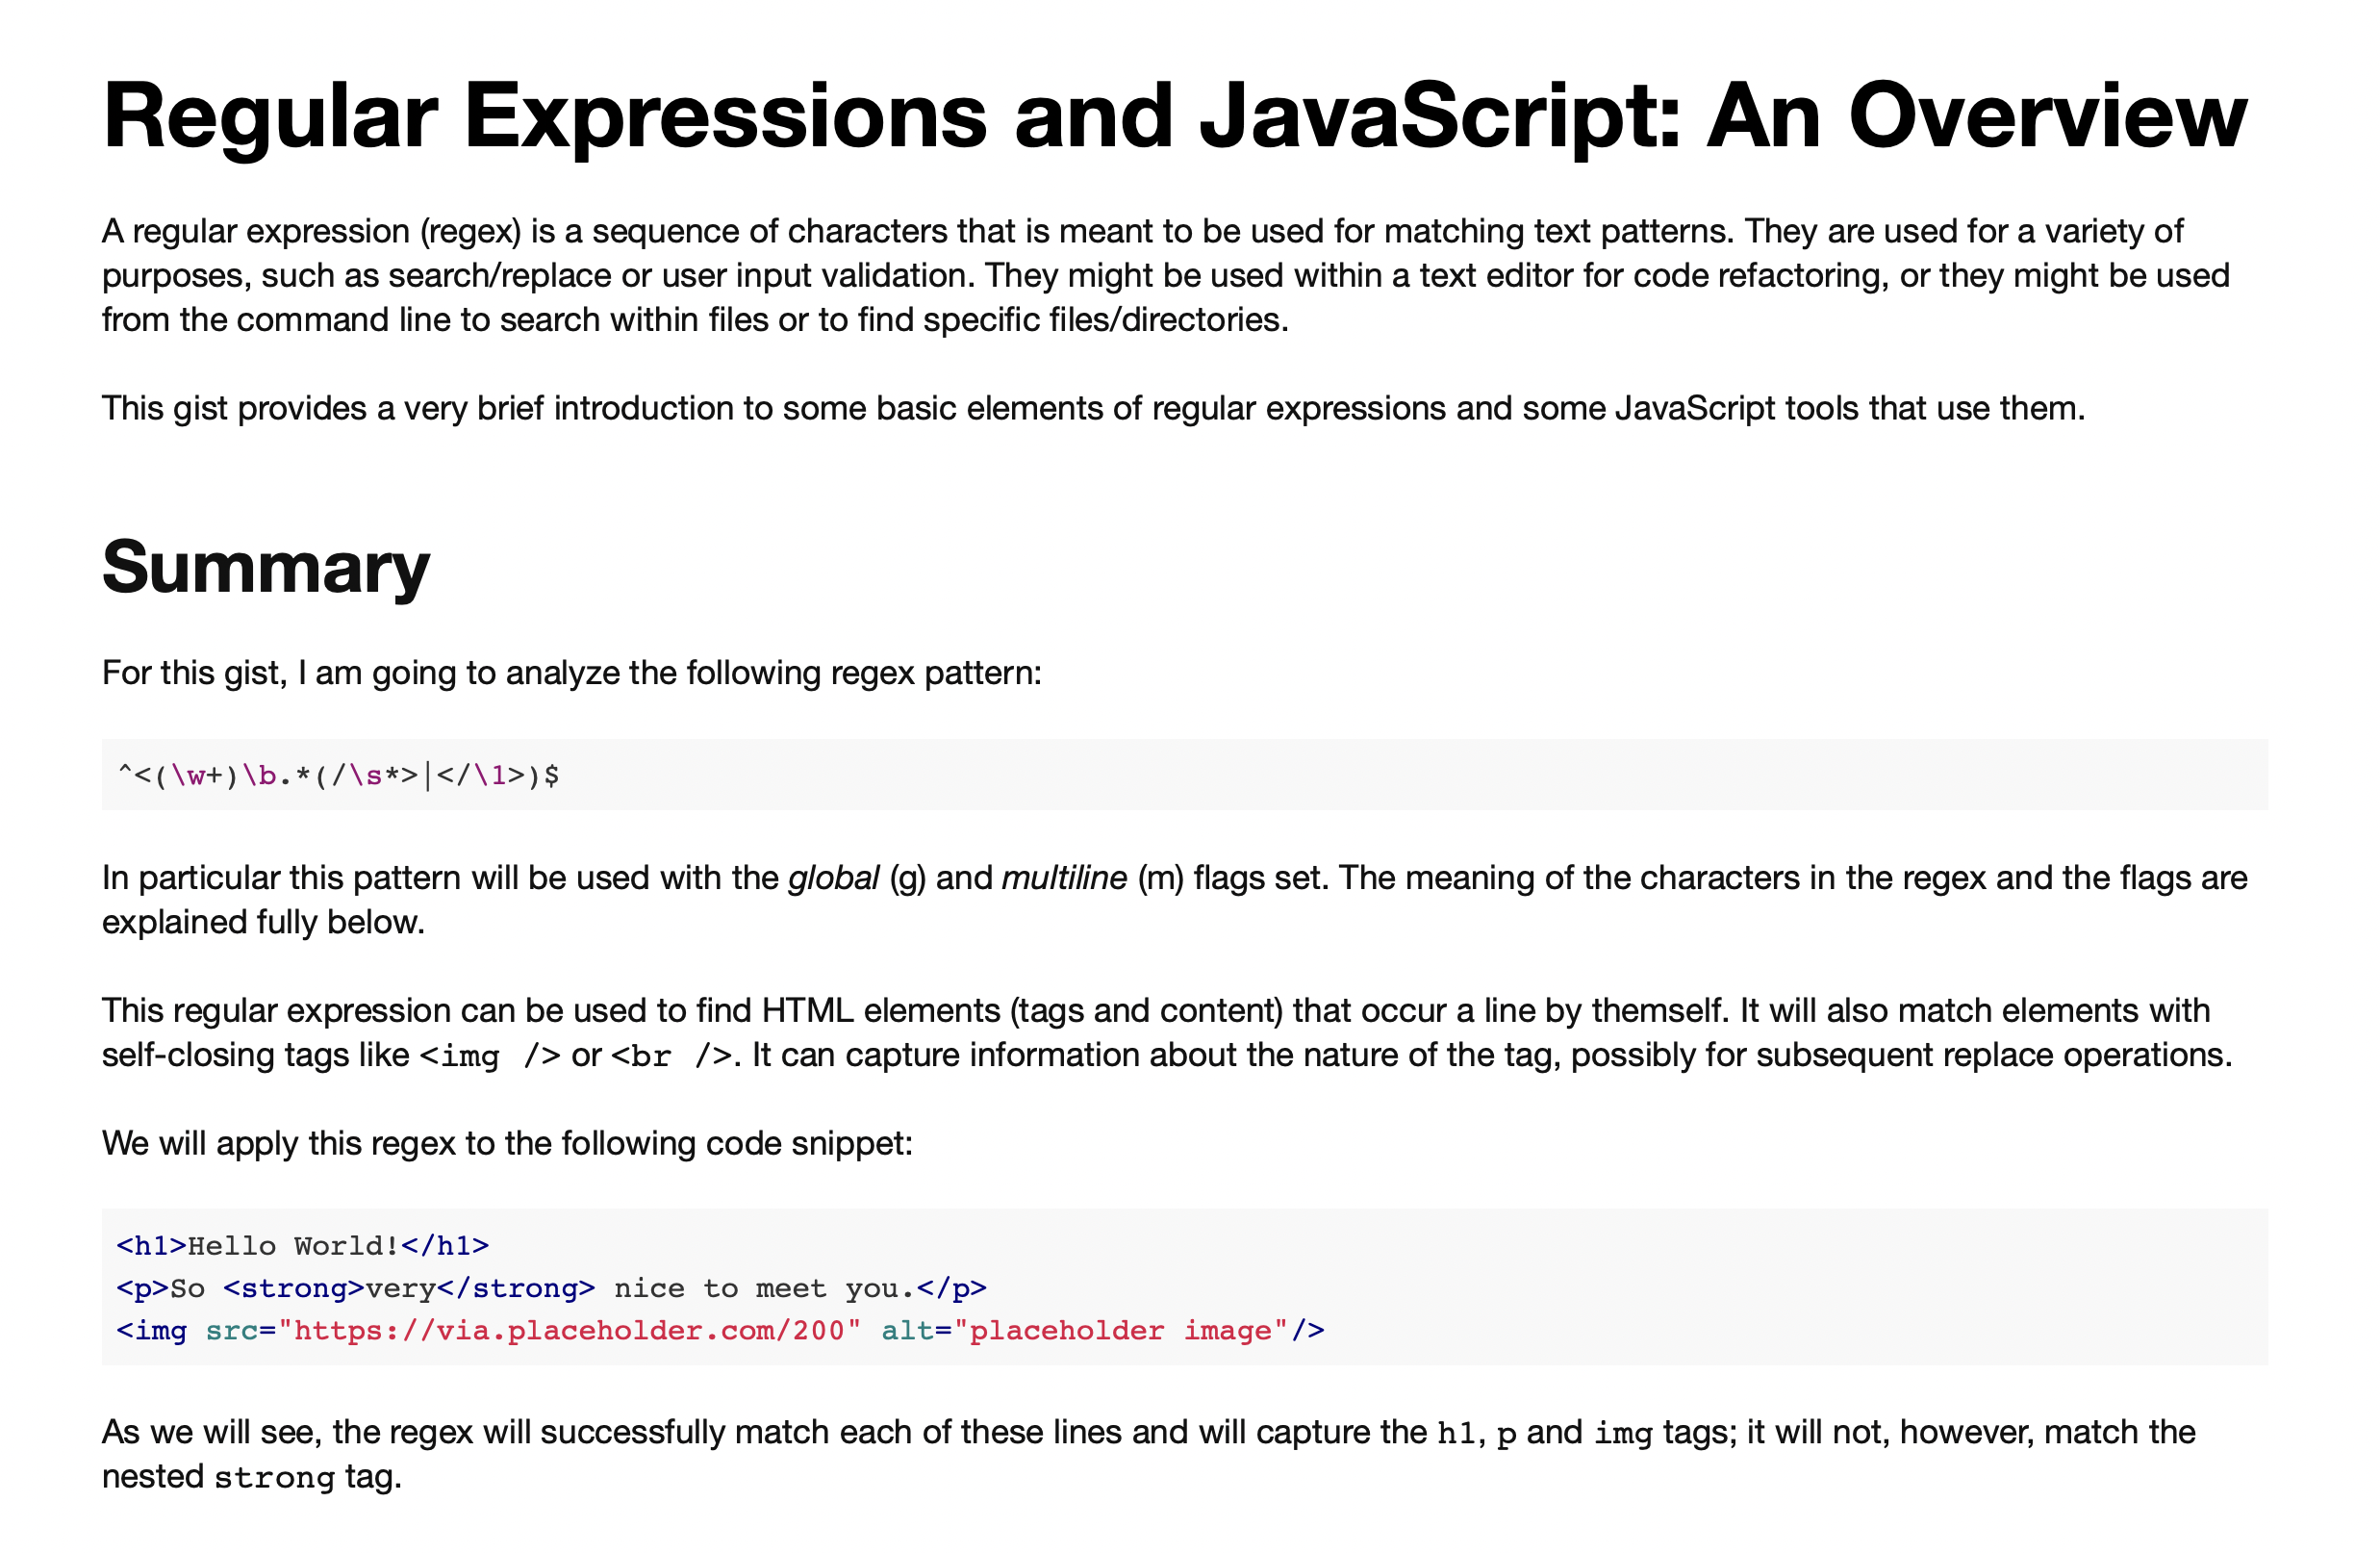 Regular Expressions and JavaScript: An Overview
A regular expression (regex) is a sequence of characters that is meant to be used for matching text patterns. They are used for a variety of
purposes, such as search/replace or user input validation. They might be used within a text editor for code refactoring, or they might be used
from the command line to search within files or to find specific files/directories.
This gist provides a very brief introduction to some basic elements of regular expressions and some JavaScript tools that use them.
Summary
For this gist, I am going to analyze the following regex pattern:
^<(\w+)\b.*(/\s*>|</\1>)$
In particular this pattern will be used with the global (g) and multiline (m) flags set. The meaning of the characters in the regex and the flags are
explained fully below.
This regular expression can be used to find HTML elements (tags and content) that occur a line by themself. It will also match elements with
self-closing tags like <img /> or <br />. It can capture information about the nature of the tag, possibly for subsequent replace operations.
We will apply this regex to the following code snippet:
<h1>Hello World!</h1>
<p>So <strong>very</strong> nice to meet you.</p>
<img src="https://via.placeholder.com/200" alt="placeholder image"/>
As we will see, the regex will successfully match each of these lines and will capture the h1, p and img tags; it will not, however, match the
nested strong tag.